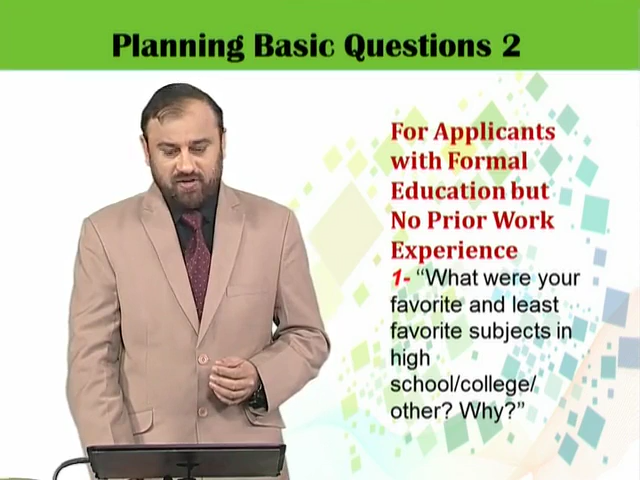 Planning Basic Questions 2
For Applicants
with Formal
Education but
No Prior Work
Experience
1- “What were your
favorite and least
favorite subjects in
high
school/college/
other? Why?”